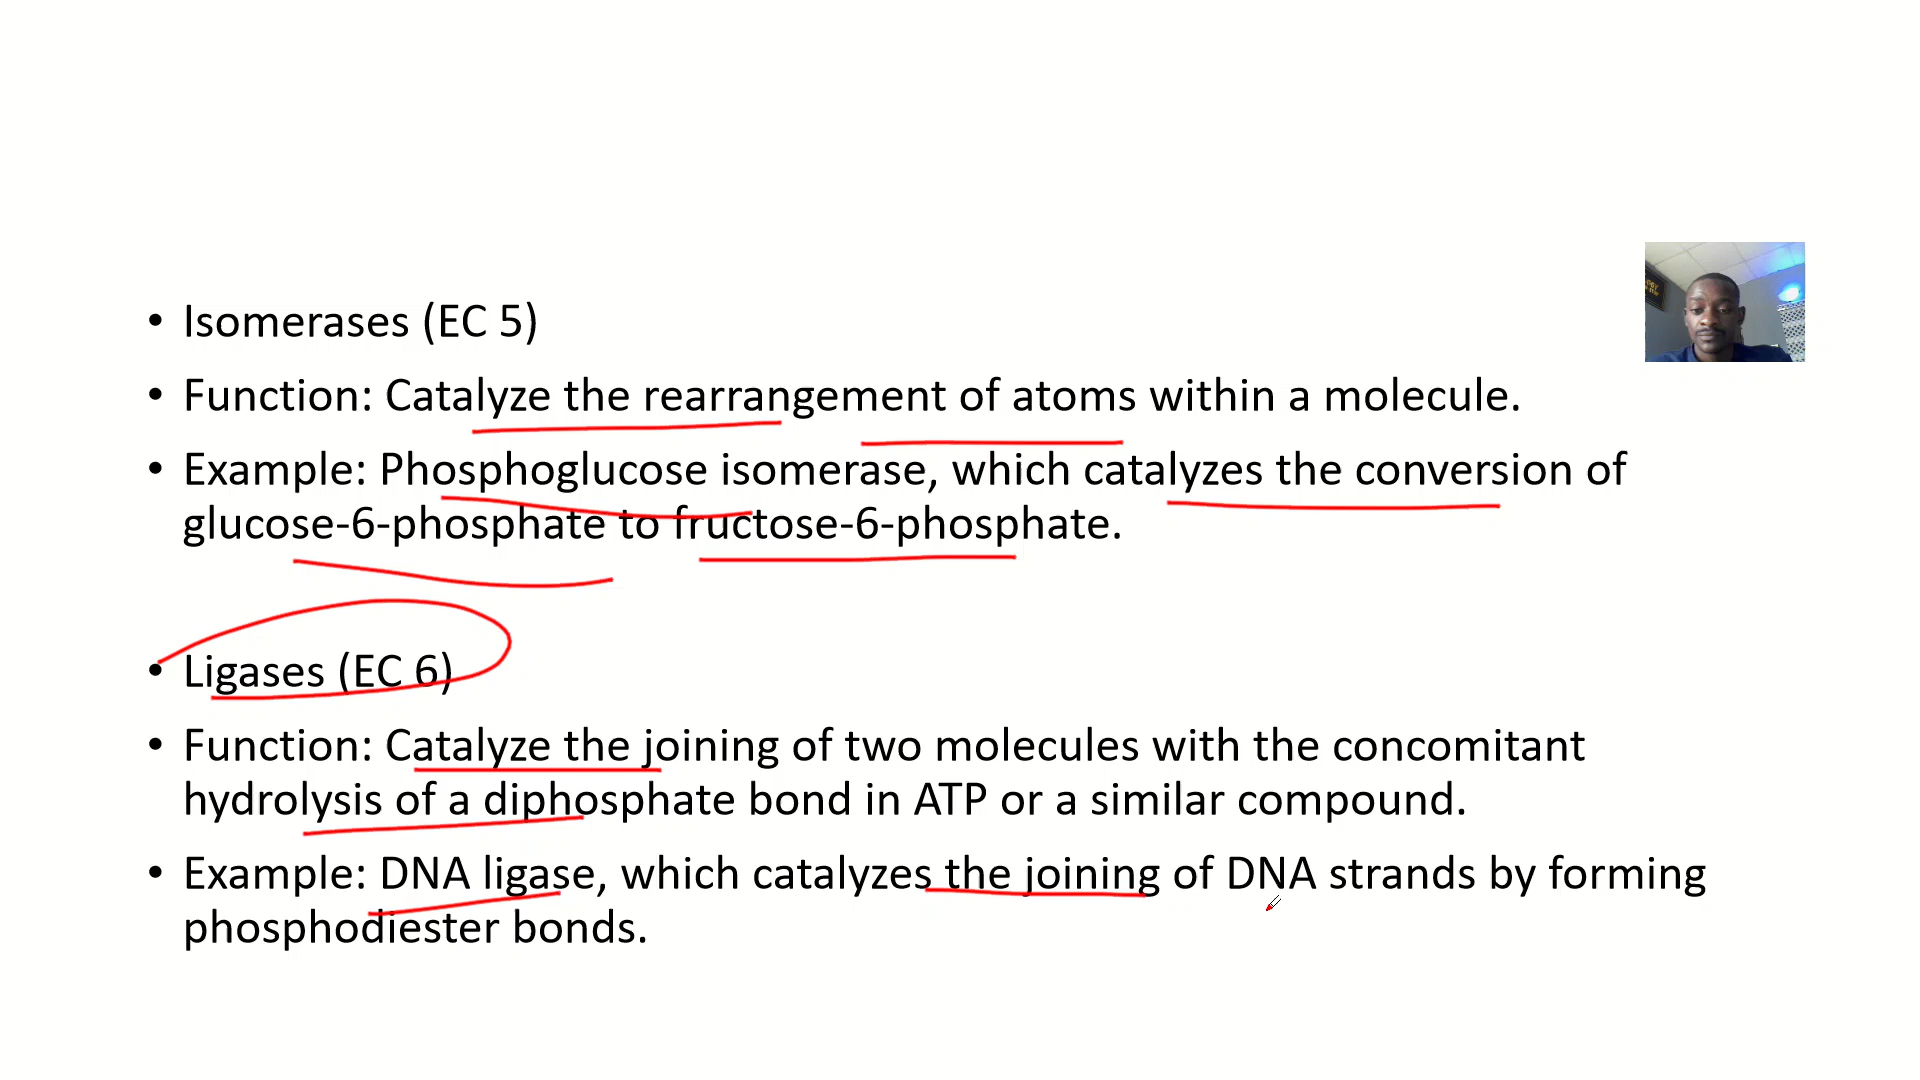 • Isomerases (EC 5)
• Function: Catalyze the rearrangement of atoms within a molecule.
• Example: Phosphoglucose isomerase, which catalyzes the conversion of
glucose-6-phosphate to fructose-6-phosphate.
• Ligases (EC 6)
• Function: Catalyze the joining of two molecules with the concomitant
hydrolysis of a diphosphate bond in ATP or a similar compound.
• Example: DNA ligase, which catalyzes the joining of DNA strands by forming
phosphodiester bonds.